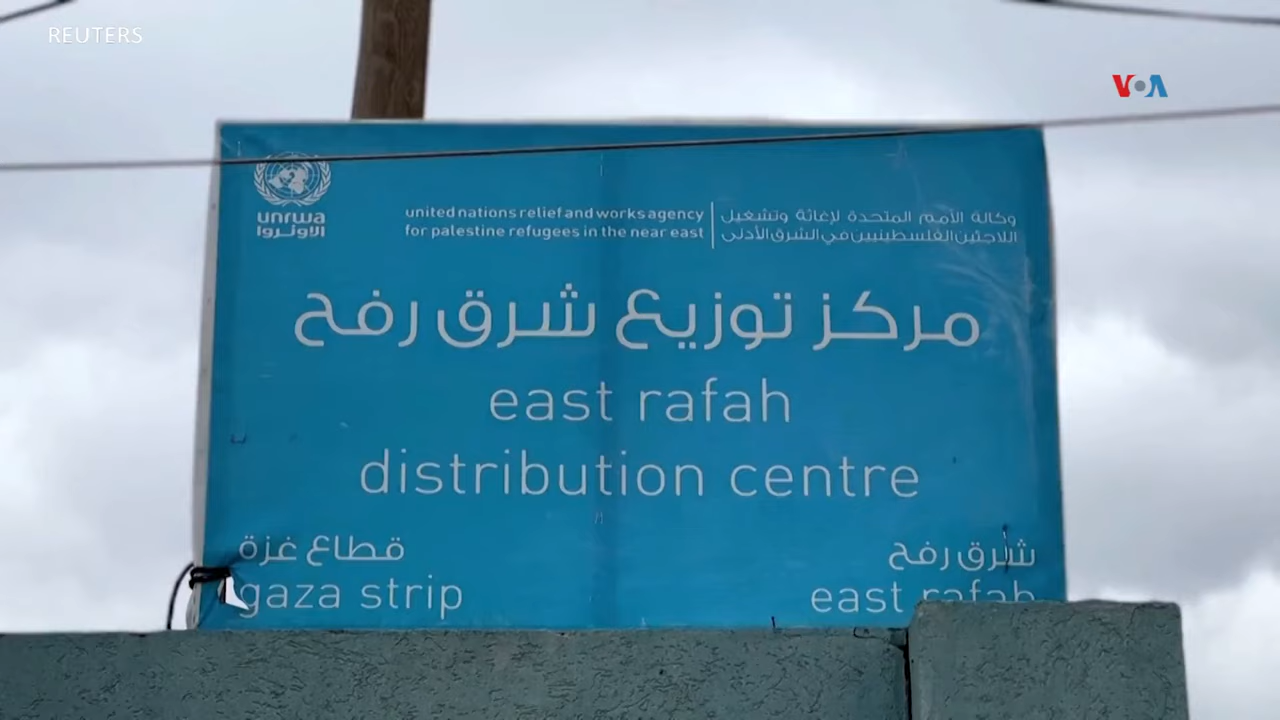 REUTERS
VOA
unrwa
الأونروا
united nations relief and works agency
for palestine refugees in the near east
وكالة الأمم المتحدة لإغاثة وتشغيل
اللاجئين الفلسطينيين في الشرق الأدنى
مركز توزيع شرق رفح
east rafah
distribution centre
قطاع غزة
gaza strip
شرق رفح
east rafah